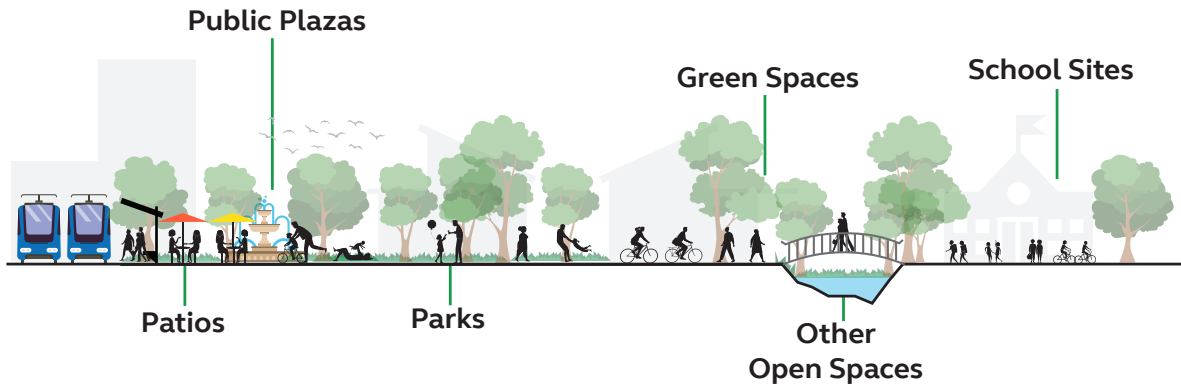 Public Plazas
Green Spaces
School Sites
Patios
Parks
Other
Open Spaces